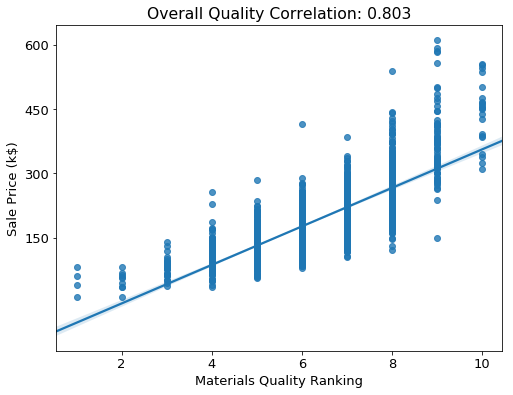 Overall Quality Correlation: 0.803
600
450
300
150
Sale Price (k$)
2 4 6 8 10
Materials Quality Ranking